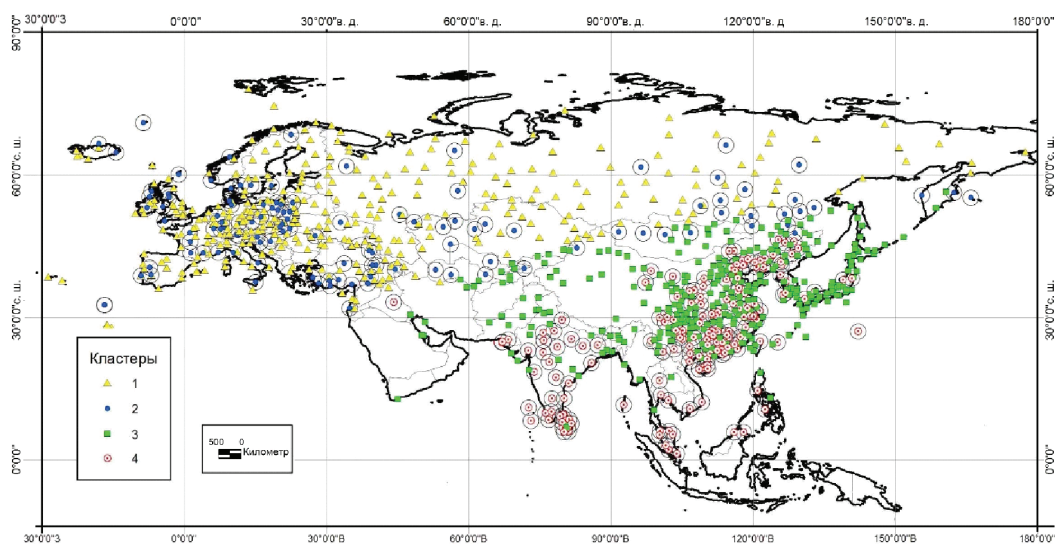 30°0'0"З 0°0'0" 30°0'0"в. д. 60°0'0"в. д. 90°0'0"в. д. 120°0'0"в. д 150°0'0"в. д. 180°0'0"
90°0'0"
60°0'0"с. ш. 60°0'0"с. ш.
30°0'0"с. ш. 30°0'0"с. ш.
Кластеры
1
2
3
4
500 0
Километр
0°0'0" 0°0'0"
30°0'0"З 0°0'0" 30°0'0"в. д. 60°0'0"в. д. 90°0'0"в. д. 120°0'0"в. д. 150°0'0"в. д. 180°0'0"